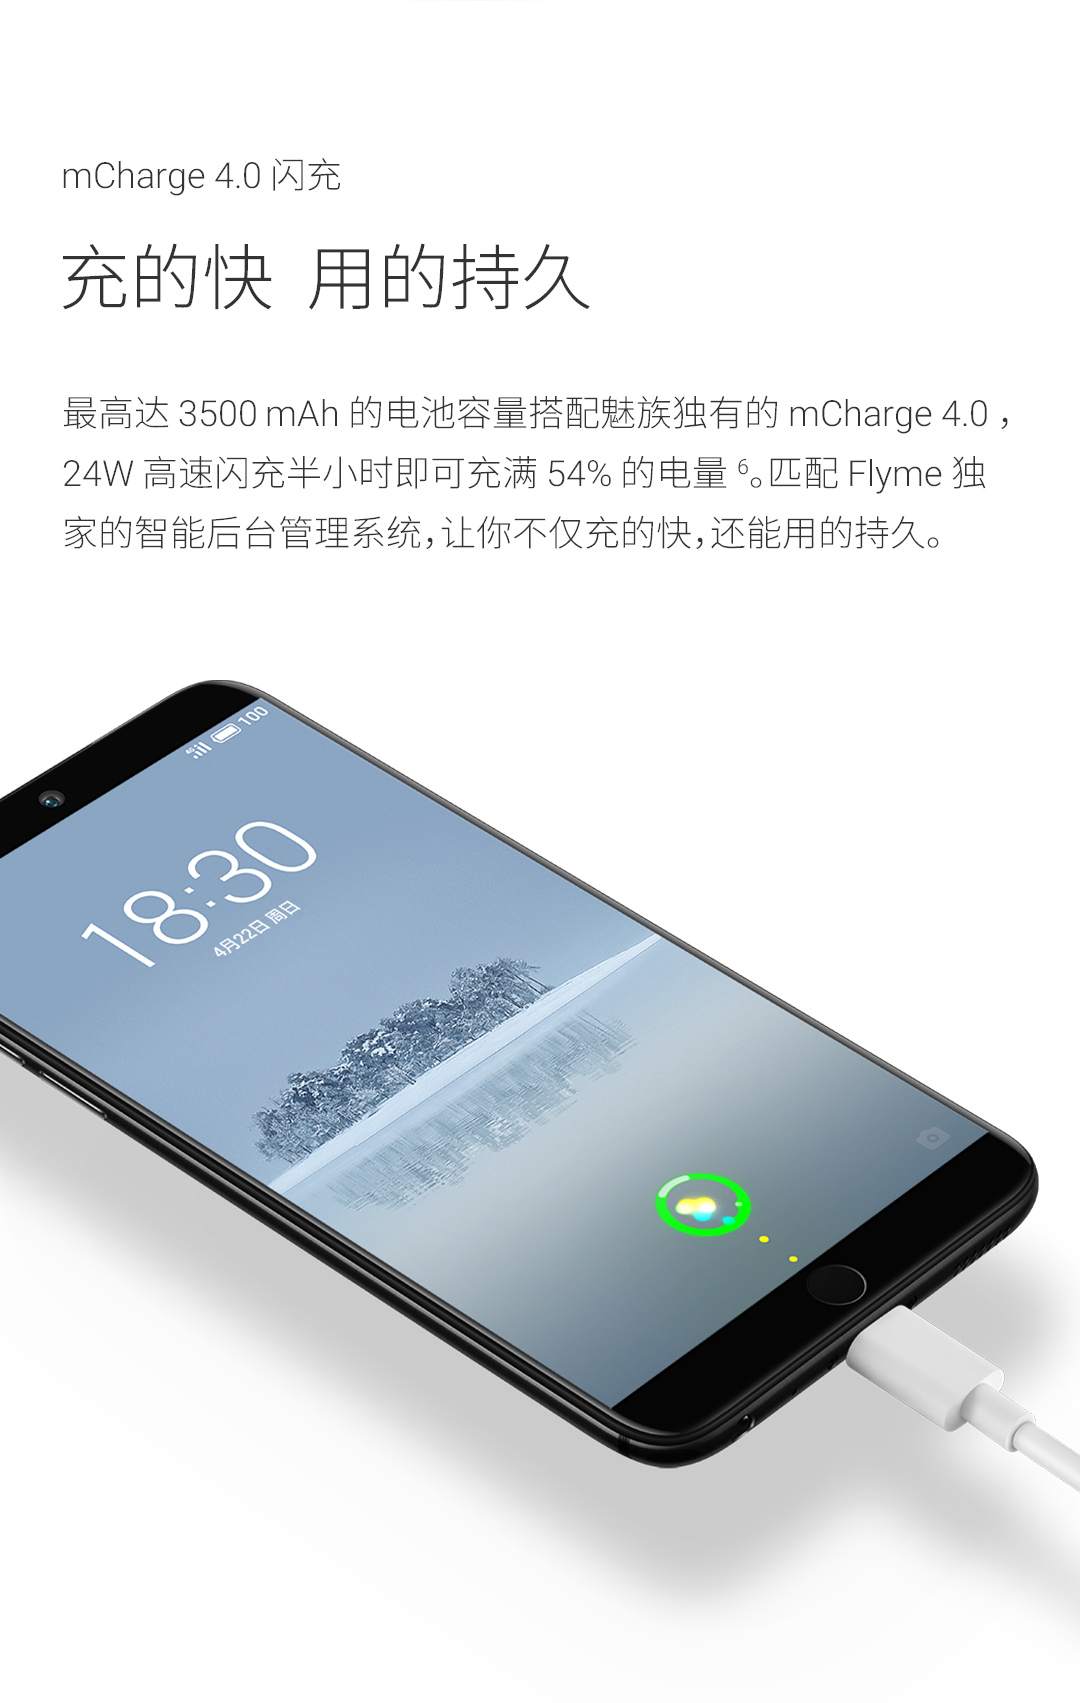 mCharge 4.0 闪充
充的快 用的持久
最高达 3500 mAh 的电池容量搭配魅族独有的 mCharge 4.0，
24W 高速闪充半小时即可充满 54% 的电量 ⁶。匹配 Flyme 独
家的智能后台管理系统，让你不仅充的快，还能用的持久。
4G 100
18:30
4月22日 周日